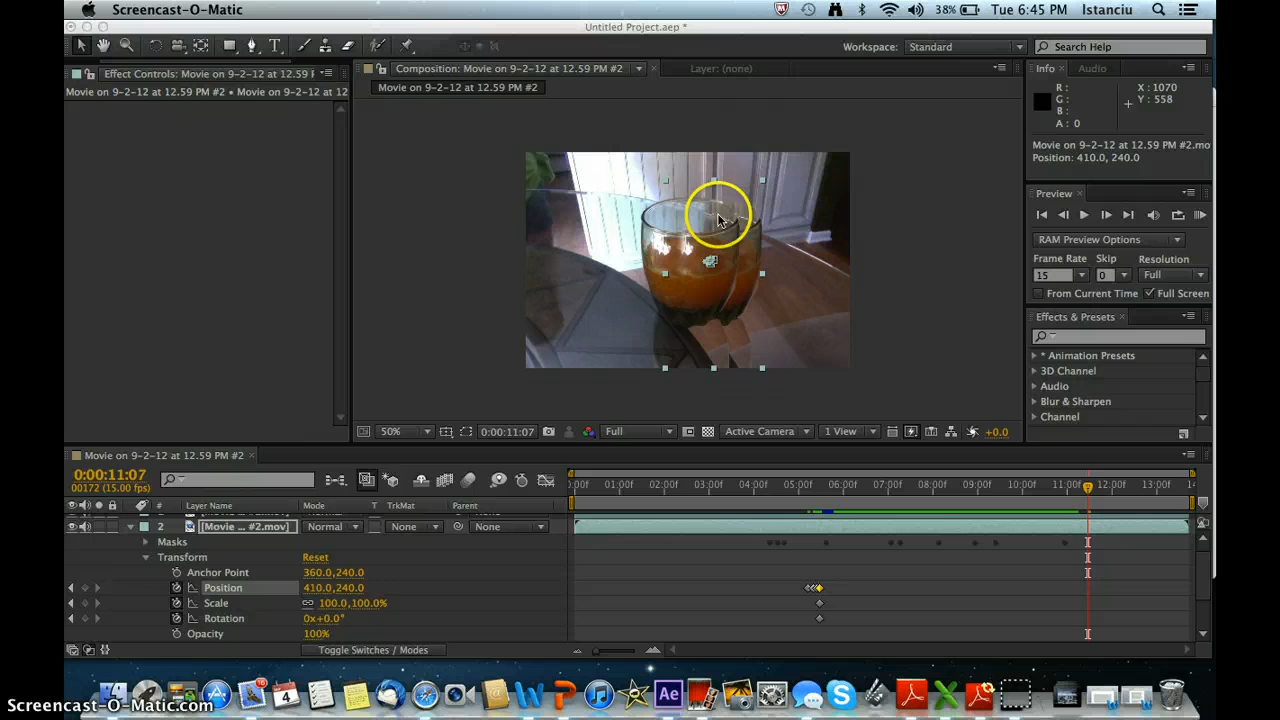 Screencast-O-Matic
38%
Tue 6:45 PM
Istanciu
Untitled Project.aep *
Workspace:
Standard
Search Help
Effect Controls: Movie on 9-2-12 at 12.59 P
Movie on 9-2-12 at 12.59 PM #2 • Movie on 9-2-12 at 12
Composition: Movie on 9-2-12 at 12.59 PM #2
Layer: (none)
Movie on 9-2-12 at 12.59 PM #2
Info
Audio
R:
G:
B:
A: 0
X: 1070
Y: 558
Movie on 9-2-12 at 12.59 PM #2.mo
Position: 410.0, 240.0
Preview
RAM Preview Options
Frame Rate
Skip
Resolution
15
0
Full
From Current Time
Full Screen
Effects & Presets
* Animation Presets
3D Channel
Audio
Blur & Sharpen
Channel
50%
0:00:11:07
Full
Active Camera
1 View
+0.0
Movie on 9-2-12 at 12.59 PM #2
0:00:11:07
00172 (15.00 fps)
:00f
01:00f
02:00f
03:00f
04:00f
05:00f
06:00f
07:00f
08:00f
09:00f
10:00f
11:00f
12:00f
13:00f
14
#
Layer Name
Mode
T
TrkMat
Parent
2
[Movie ... #2.mov]
Normal
None
None
Masks
Transform
Reset
Anchor Point
360.0,240.0
Position
410.0,240.0
Scale
100.0,100.0%
Rotation
0x+0.0°
Opacity
100%
Toggle Switches / Modes
Ae
4
Screencast-O-Matic.com